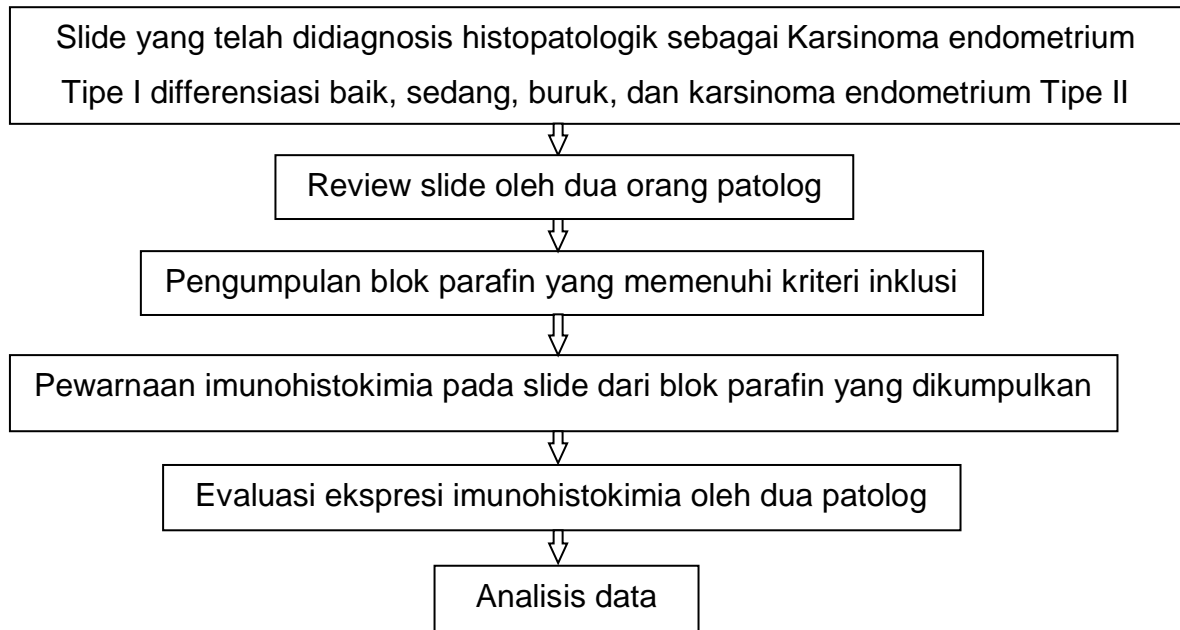 Slide yang telah didiagnosis histopatologik sebagai Karsinoma endometrium
Tipe I differensiasi baik, sedang, buruk, dan karsinoma endometrium Tipe II
Review slide oleh dua orang patolog
Pengumpulan blok parafin yang memenuhi kriteri inklusi
Pewarnaan imunohistokimia pada slide dari blok parafin yang dikumpulkan
Evaluasi ekspresi imunohistokimia oleh dua patolog
Analisis data